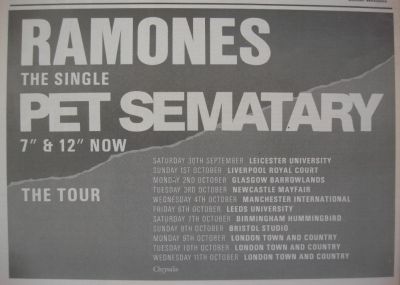 RAMONES
THE SINGLE
PET SEMATARY
7" & 12" NOW
THE TOUR
SATURDAY 30TH SEPTEMBER LEICESTER UNIVERSITY
SUNDAY 1ST OCTOBER LIVERPOOL ROYAL COURT
MONDAY 2ND OCTOBER GLASGOW BARROWLANDS
TUESDAY 3RD OCTOBER NEWCASTLE MAYFAIR
WEDNESDAY 4TH OCTOBER MANCHESTER INTERNATIONAL
FRIDAY 6TH OCTOBER LEEDS UNIVERSITY
SATURDAY 7TH OCTOBER BIRMINGHAM HUMMINGBIRD
SUNDAY 8TH OCTOBER BRISTOL STUDIO
MONDAY 9TH OCTOBER LONDON TOWN AND COUNTRY
TUESDAY 10TH OCTOBER LONDON TOWN AND COUNTRY
WEDNESDAY 11TH OCTOBER LONDON TOWN AND COUNTRY
Chrysalis